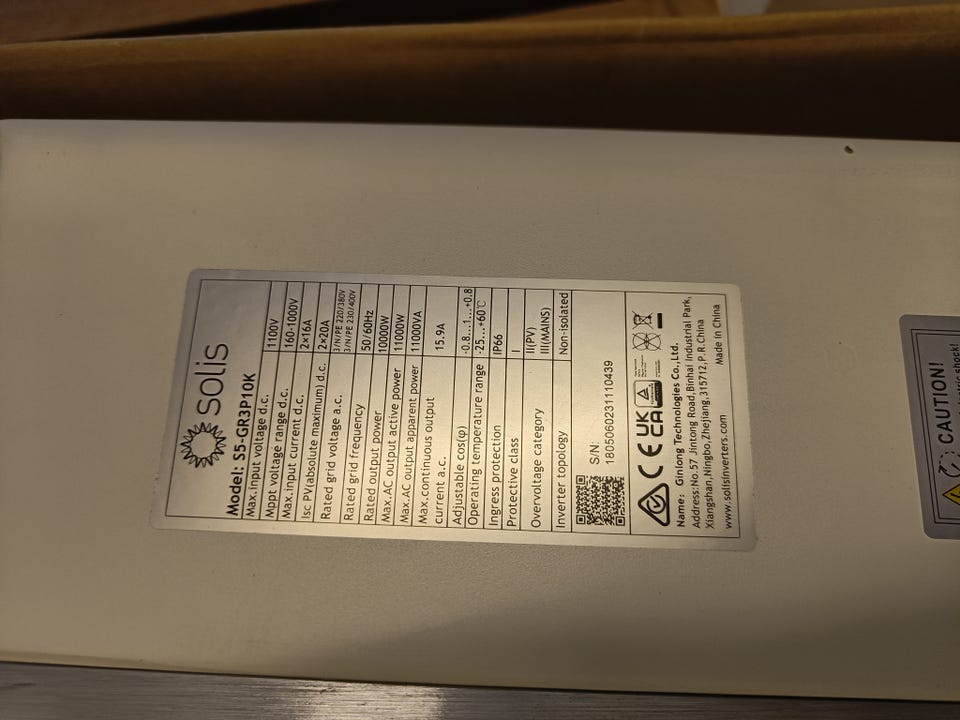 solis
Model: S5-GR3P10K
Max.input voltage d.c. 1100V
Mppt voltage range d.c. 160-1000V
Max.input current d.c. 2×16A
Isc PV(absolute maximum) d.c. 2×20A
Rated grid voltage a.c. 3/N/PE 220/380V
3/N/PE 230/400V
Rated grid frequency 50/60Hz
Rated output power 10000W
Max.AC output active power 11000W
Max.AC output apparent power 11000VA
Max.continuous output
current a.c. 15.9A
Adjustable cos(φ) -0.8...1...+0.8
Operating temperature range -25...+60℃
Ingress protection IP66
Protective class I
Overvoltage category II(PV)
III(MAINS)
Inverter topology Non-isolated
S/N:
1805060231110439
CE UK
CA
Name: Ginlong Technologies Co.,Ltd.
Address:No.57 Jintong Road,Binhai Industrial Park,
Xiangshan,Ningbo,Zhejiang,315712,P.R.China
www.solisinverters.com Made in China
CAUTION!
electric shock!